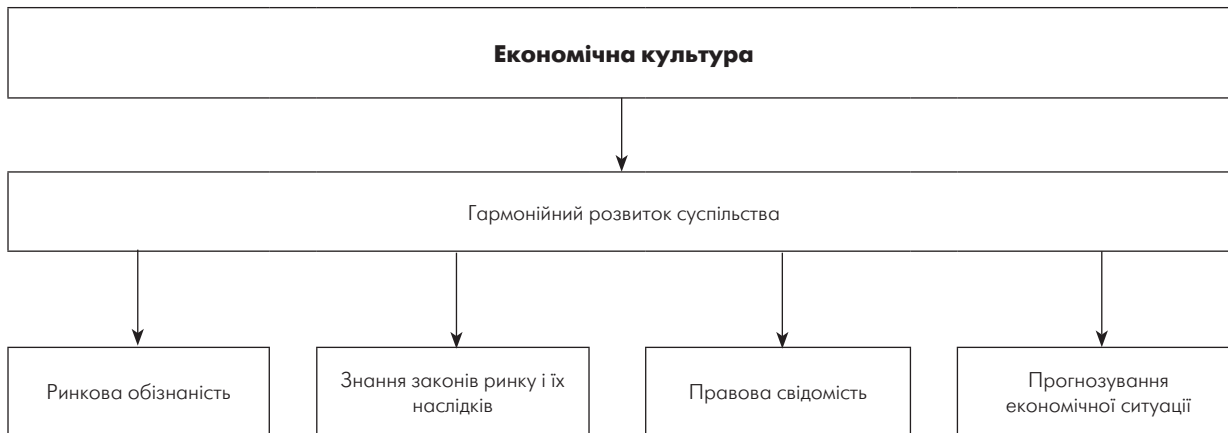 Економічна культура
Гармонійний розвиток суспільства
Ринкова обізнаність
Знання законів ринку і їх
наслідків
Правова свідомість
Прогнозування
економічної ситуації